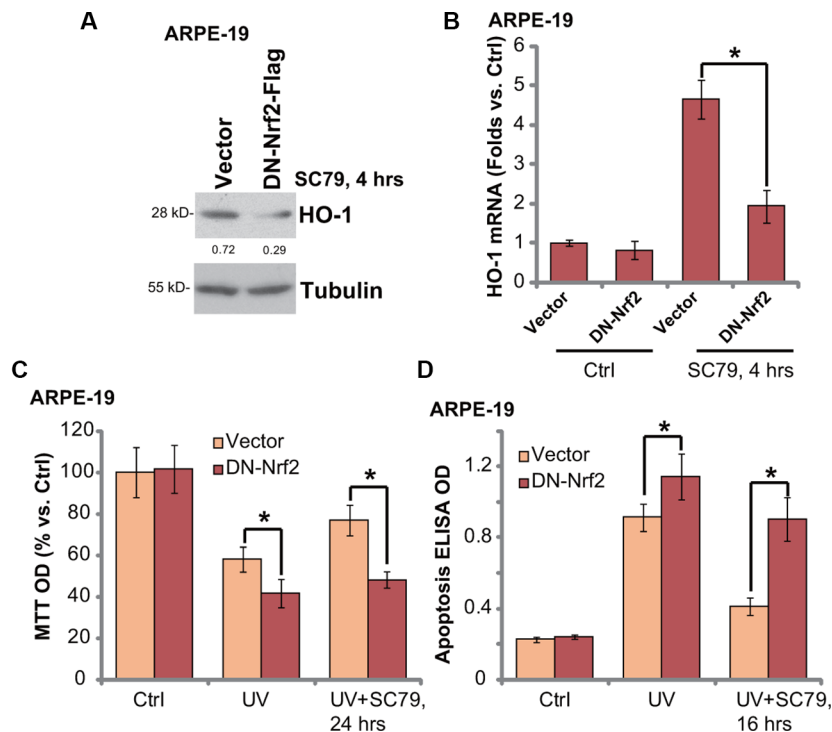 A
ARPE-19
Vector
DN-Nrf2-Flag
SC79, 4 hrs
28 kD-
HO-1
0.72
0.29
55 kD-
Tubulin
B
ARPE-19
HO-1 mRNA (Folds vs. Ctrl)
6
5
4
3
2
1
0
*
Vector
DN-Nrf2
Vector
DN-Nrf2
Ctrl
SC79, 4 hrs
C
ARPE-19
MTT OD (% vs. Ctrl)
120
100
80
60
40
20
0
Vector
DN-Nrf2
*
*
Ctrl
UV
UV+SC79,
24 hrs
D
ARPE-19
Apoptosis ELISA OD
1.2
0.8
0.4
0
Vector
DN-Nrf2
*
*
Ctrl
UV
UV+SC79,
16 hrs